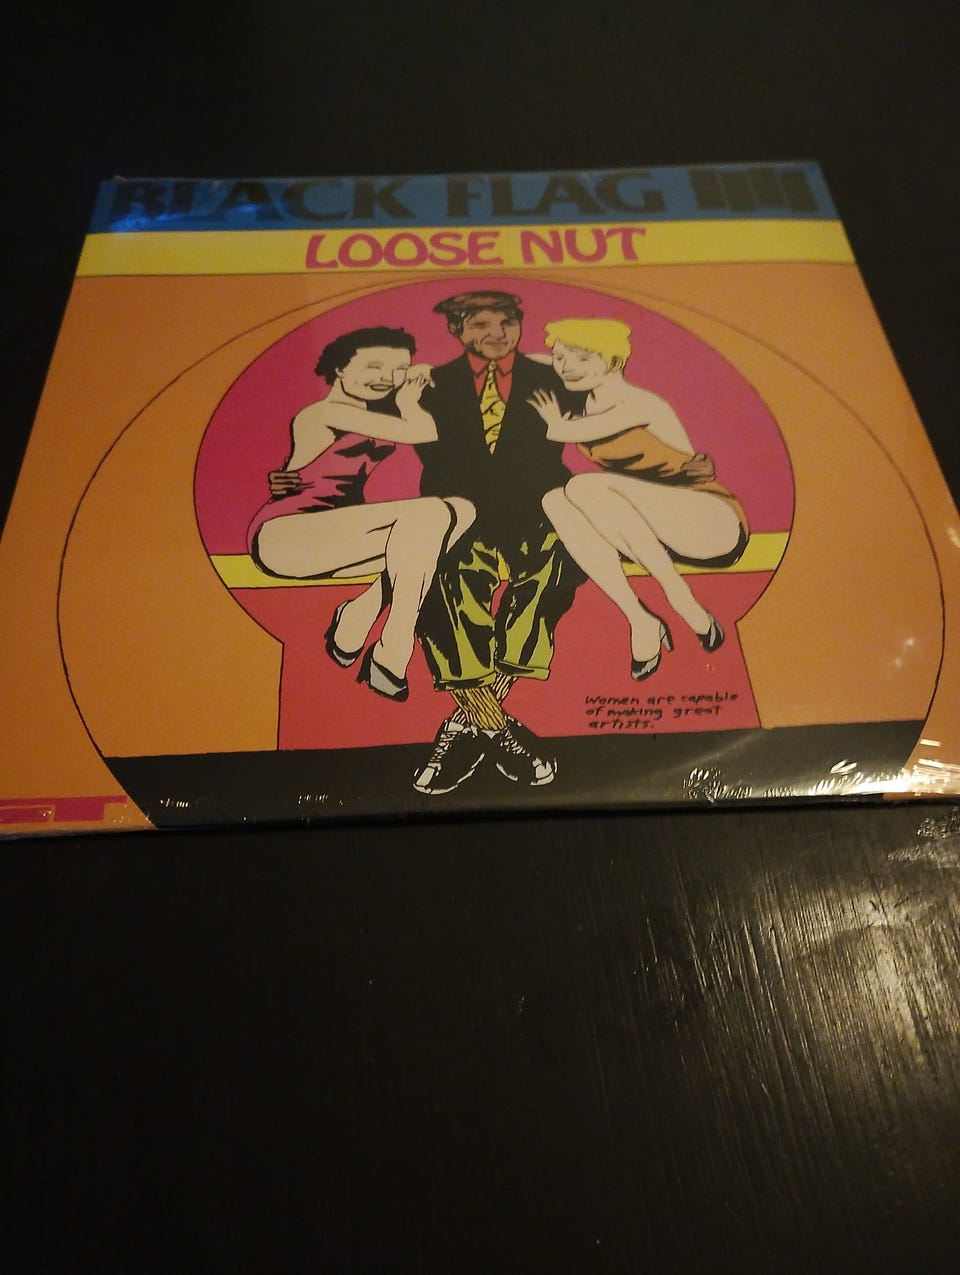 BLACK FLAG
LOOSE NUT
Women are capable
of making great
artists.